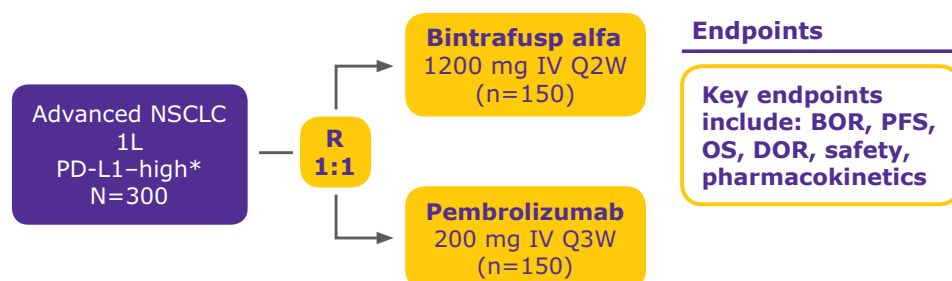 Advanced NSCLC
1L
PD-L1–high*
N=300
R
1:1
Bintrafusp alfa
1200 mg IV Q2W
(n=150)
Pembrolizumab
200 mg IV Q3W
(n=150)
Endpoints
Key endpoints
include: BOR, PFS,
OS, DOR, safety,
pharmacokinetics